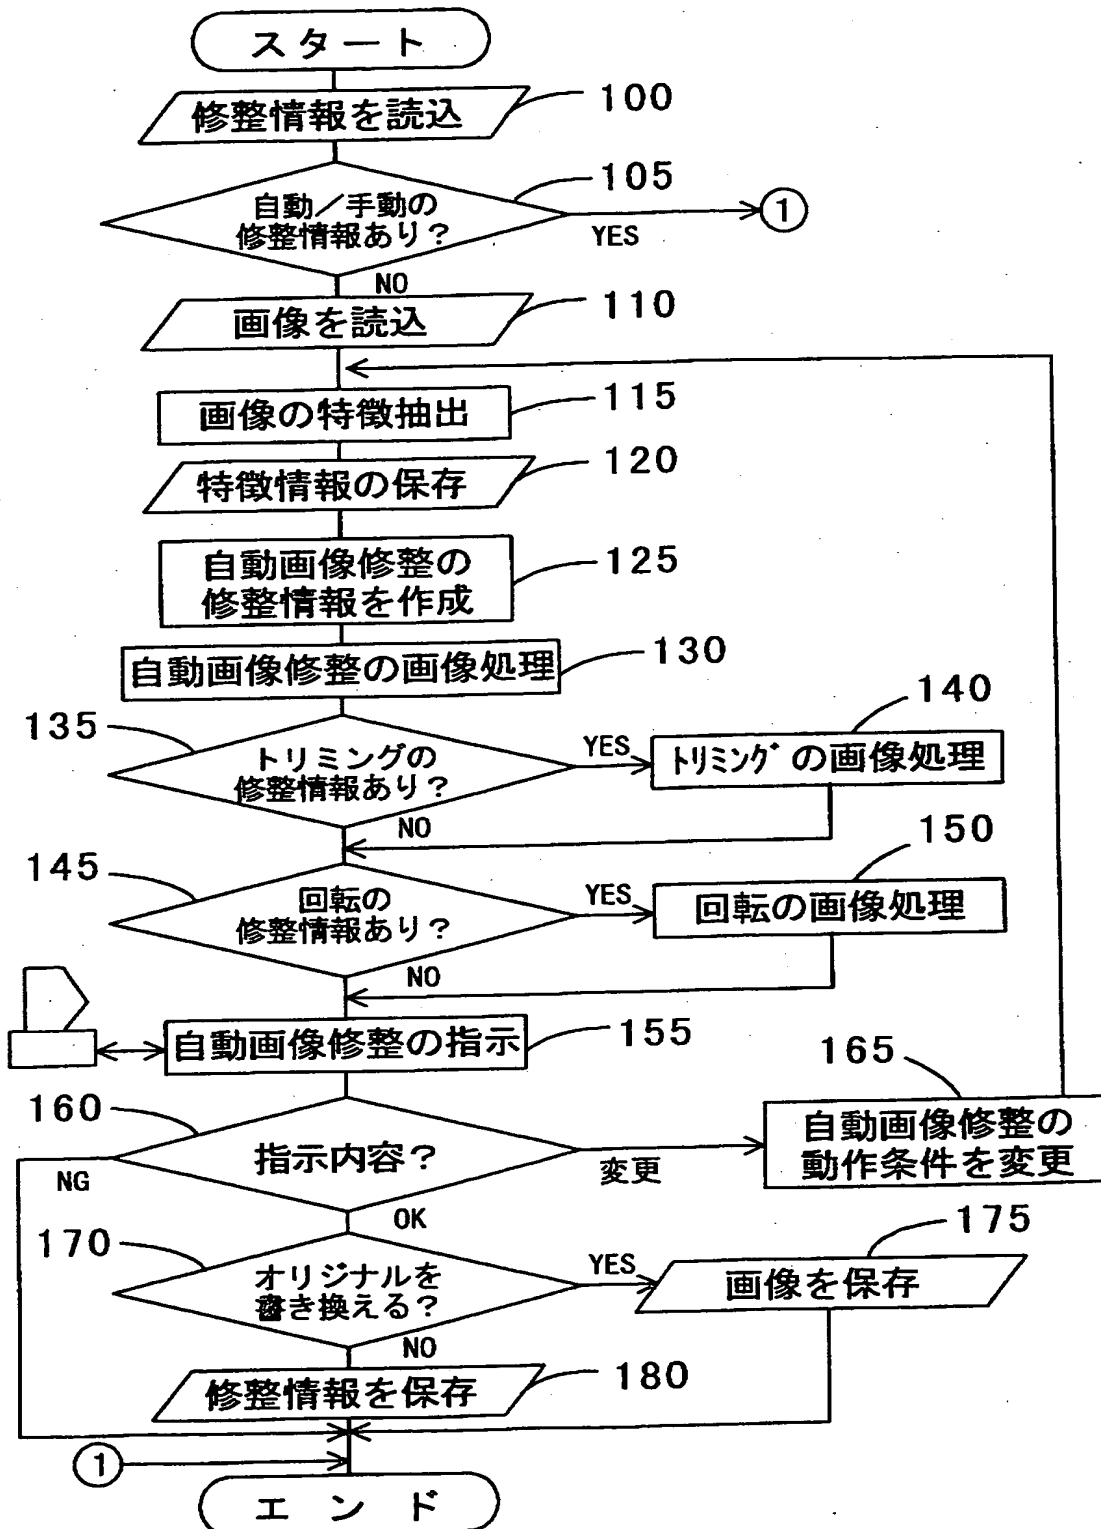 スタート
修整情報を読込
100
自動／手動の
修整情報あり？
105
YES
①
NO
画像を読込
110
画像の特徴抽出
115
特徴情報の保存
120
自動画像修整の
修整情報を作成
125
自動画像修整の画像処理
130
135
トリミングの
修整情報あり？
YES
ﾄﾘﾐﾝｸﾞの画像処理
140
NO
145
回転の
修整情報あり？
YES
回転の画像処理
150
NO
自動画像修整の指示
155
160
指示内容？
NG
変更
自動画像修整の
動作条件を変更
165
OK
170
オリジナルを
書き換える？
YES
画像を保存
175
NO
修整情報を保存
180
①
エンド